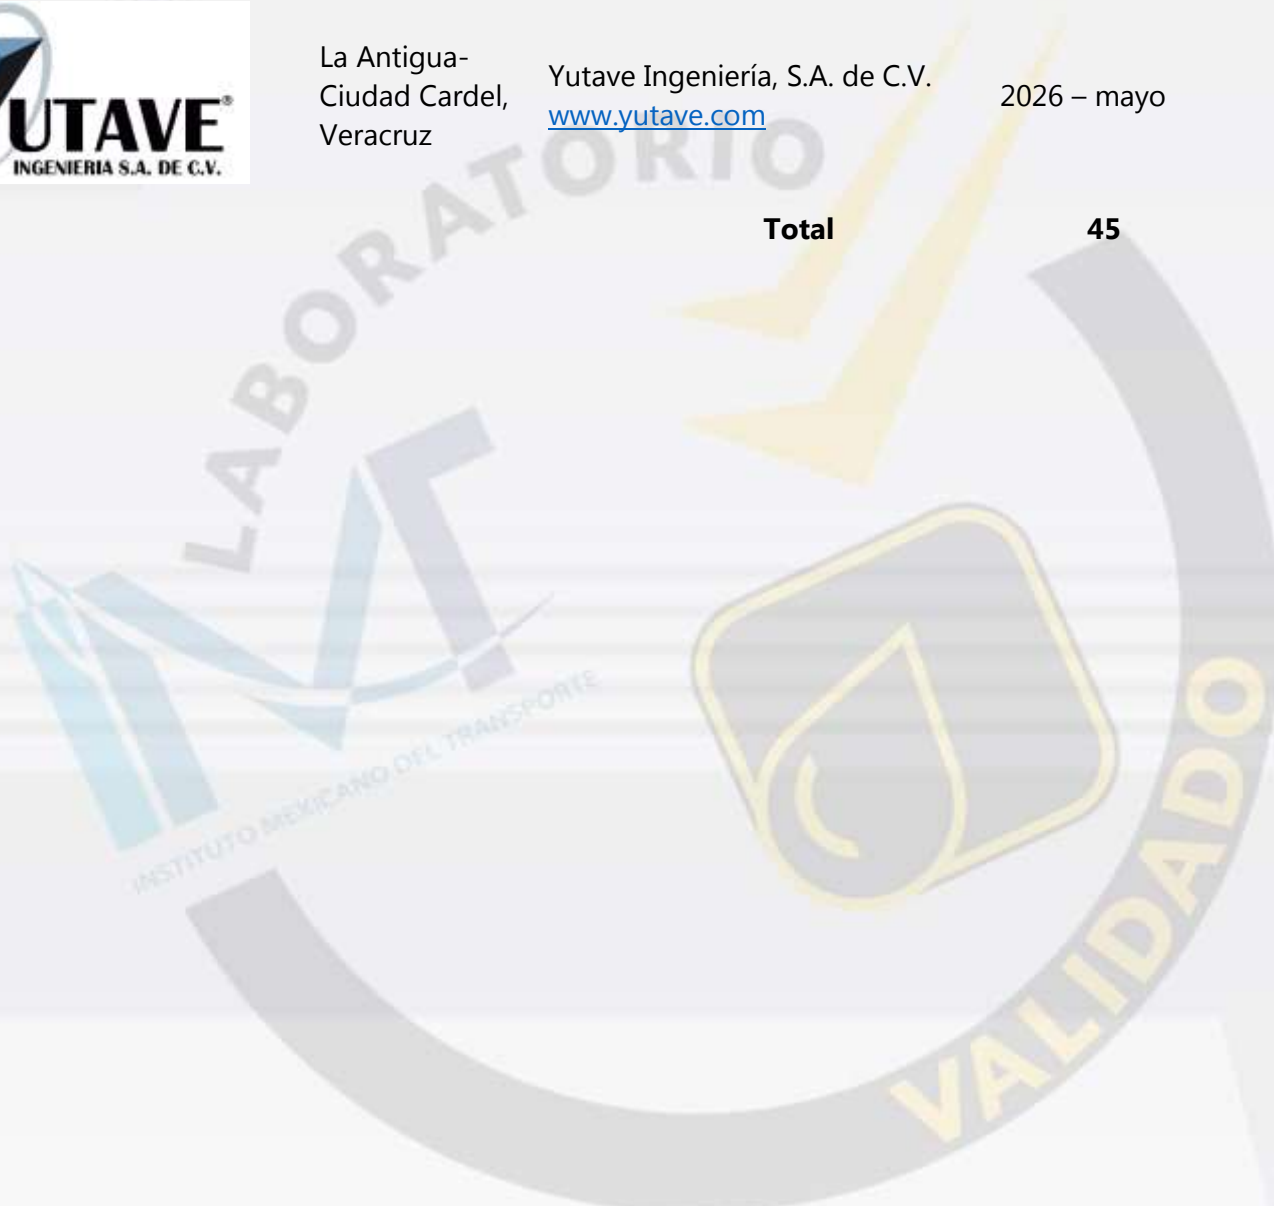 UTAVE®
INGENIERIA S.A. DE C.V.
La Antigua-
Ciudad Cardel,
Veracruz
Yutave Ingeniería, S.A. de C.V.
www.yutave.com
2026 – mayo
Total 45
LABORATORIO
INSTITUTO MEXICANO DEL TRANSPORTE
VALIDADO